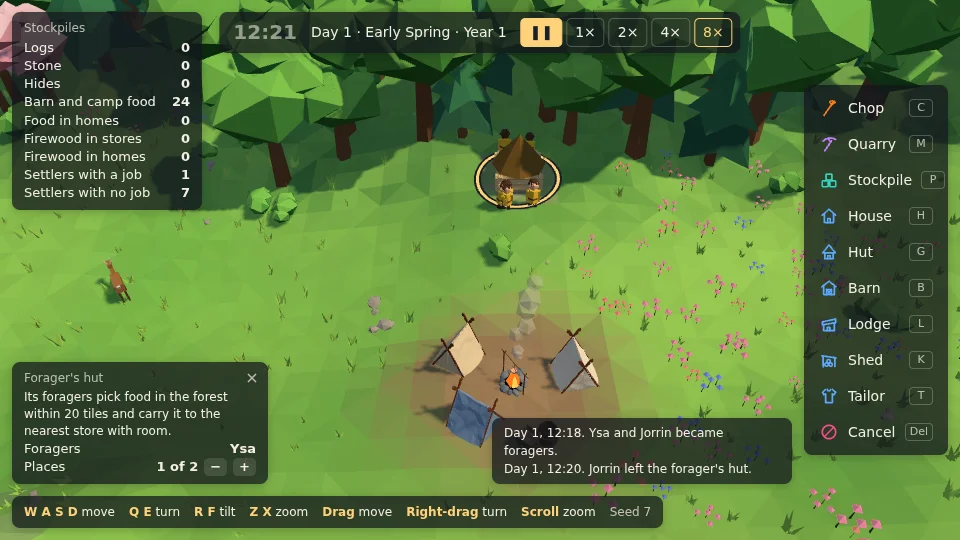 Stockpiles
Logs 0
Stone 0
Hides 0
Barn and camp food 24
Food in homes 0
Firewood in stores 0
Firewood in homes 0
Settlers with a job 1
Settlers with no job 7
12:21 Day 1 · Early Spring · Year 1 1× 2× 4× 8×
Chop C
Quarry M
Stockpile P
House H
Hut G
Barn B
Lodge L
Shed K
Tailor T
Cancel Del
Forager's hut ×
Its foragers pick food in the forest
within 20 tiles and carry it to the
nearest store with room.
Foragers Ysa
Places 1 of 2 − +
Day 1, 12:18. Ysa and Jorrin became
foragers.
Day 1, 12:20. Jorrin left the forager's hut.
W A S D move Q E turn R F tilt Z X zoom Drag move Right-drag turn Scroll zoom Seed 7